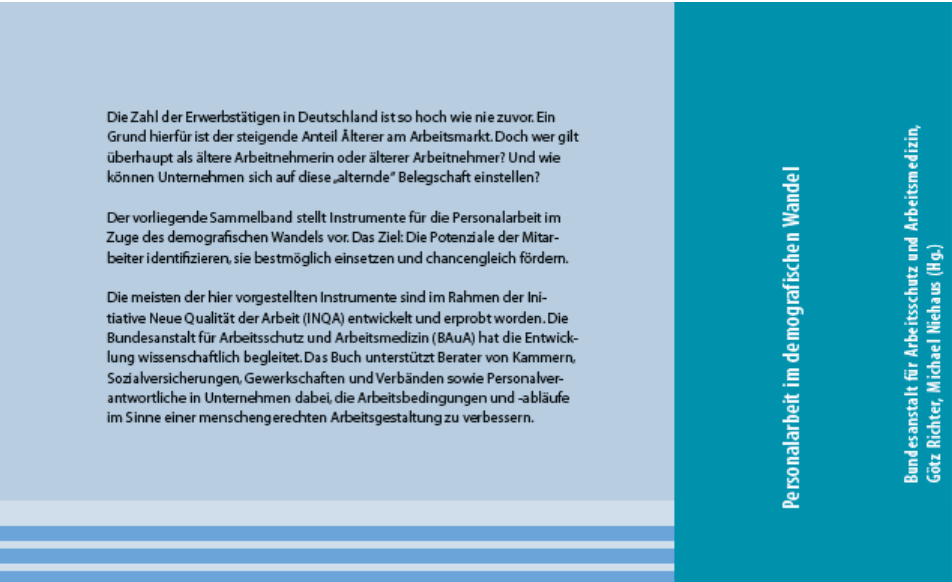 Die Zahl der Erwerbstätigen in Deutschland ist so hoch wie nie zuvor. Ein
Grund hierfür ist der steigende Anteil Älterer am Arbeitsmarkt. Doch wer gilt
überhaupt als ältere Arbeitnehmerin oder älterer Arbeitnehmer? Und wie
können Unternehmen sich auf diese „alternde“ Belegschaft einstellen?
Der vorliegende Sammelband stellt Instrumente für die Personalarbeit im
Zuge des demografischen Wandels vor. Das Ziel: Die Potenziale der Mitar-
beiter identifizieren, sie bestmöglich einsetzen und chancengleich fördern.
Die meisten der hier vorgestellten Instrumente sind im Rahmen der Ini-
tiative Neue Qualität der Arbeit (INQA) entwickelt und erprobt worden. Die
Bundesanstalt für Arbeitsschutz und Arbeitsmedizin (BAuA) hat die Entwick-
lung wissenschaftlich begleitet. Das Buch unterstützt Berater von Kammern,
Sozialversicherungen, Gewerkschaften und Verbänden sowie Personalver-
antwortliche in Unternehmen dabei, die Arbeitsbedingungen und -abläufe
im Sinne einer menschengerechten Arbeitsgestaltung zu verbessern.
Personalarbeit im demografischen Wandel
Bundesanstalt für Arbeitsschutz und Arbeitsmedizin,
Götz Richter, Michael Niehaus (Hg.)